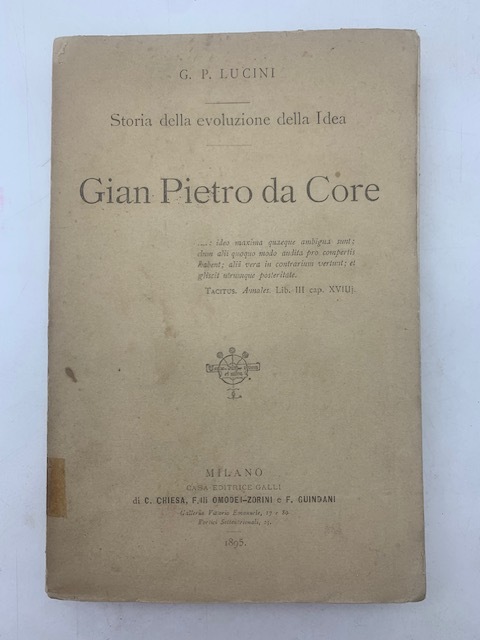 G. P. LUCINI
Storia della evoluzione della Idea
Gian Pietro da Core
....: ideo maxima quaeque ambigua sunt;
dum alii quoquo modo audita pro compertis
habent; alii vera in contrarium vertunt; et
gliscit utrumque posteritate.
TACITUS. Annales. Lib. III cap. XVIIIj.
MILANO
CASA EDITRICE GALLI
di C. CHIESA, F.lli OMODEI-ZORINI e F. GUINDANI
Galleria Vittorio Emanuele, 17 e 80
Portici Settentrionali, 23.
1895.